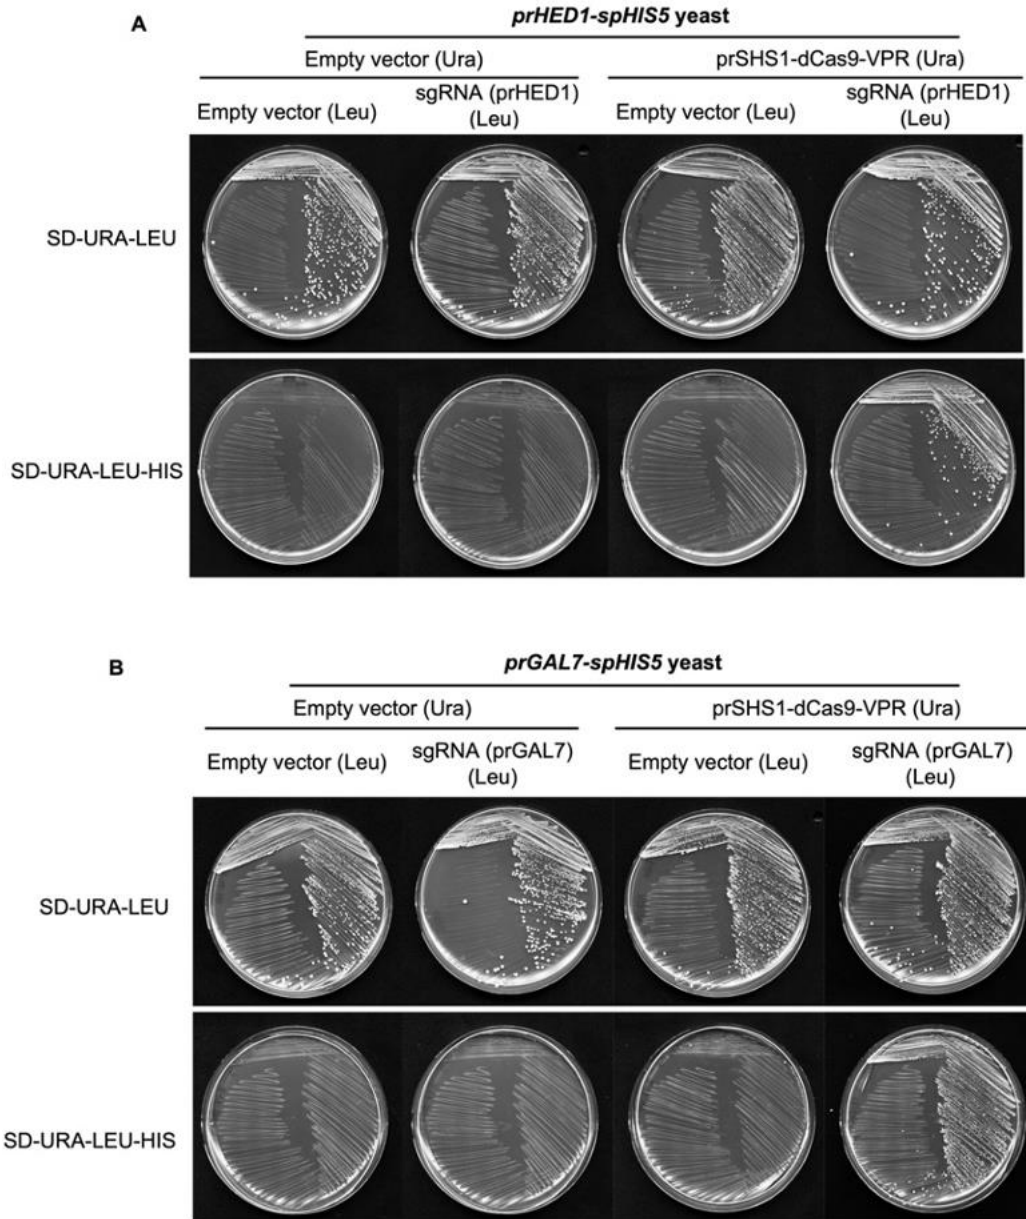 A
prHED1-spHIS5 yeast
Empty vector (Ura) prSHS1-dCas9-VPR (Ura)
Empty vector (Leu) sgRNA (prHED1) (Leu) Empty vector (Leu) sgRNA (prHED1) (Leu)
SD-URA-LEU
SD-URA-LEU-HIS
B
prGAL7-spHIS5 yeast
Empty vector (Ura) prSHS1-dCas9-VPR (Ura)
Empty vector (Leu) sgRNA (prGAL7) (Leu) Empty vector (Leu) sgRNA (prGAL7) (Leu)
SD-URA-LEU
SD-URA-LEU-HIS